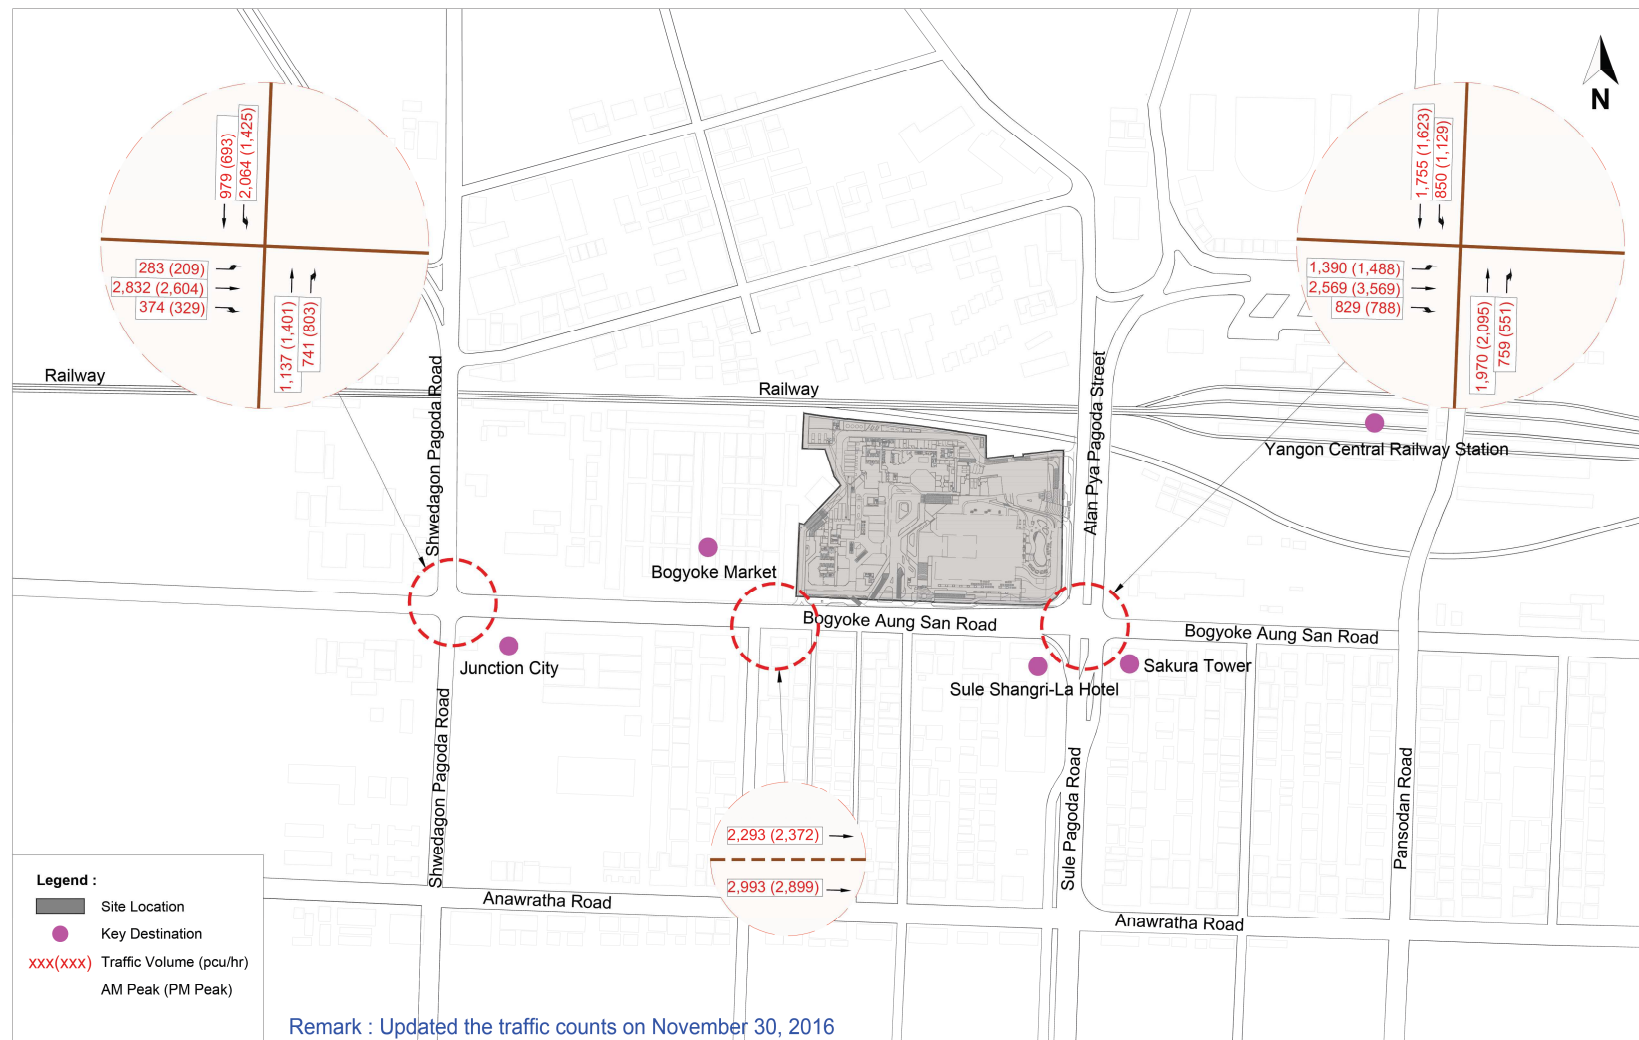 N
979 (693)
2,064 (1,425)
283 (209)
2,832 (2,604)
374 (329)
1,137 (1,401)
741 (803)
1,755 (1,623)
850 (1,129)
1,390 (1,488)
2,569 (3,569)
829 (788)
1,970 (2,095)
759 (551)
Railway
Railway
Shwedagon Pagoda Road
Alan Pya Pagoda Street
Yangon Central Railway Station
Bogyoke Market
Bogyoke Aung San Road
Bogyoke Aung San Road
Junction City
Sakura Tower
Sule Shangri-La Hotel
Shwedagon Pagoda Road
Sule Pagoda Road
Pansodan Road
2,293 (2,372)
2,993 (2,899)
Anawratha Road
Anawratha Road
Legend :
Site Location
Key Destination
xxx(xxx) Traffic Volume (pcu/hr)
AM Peak (PM Peak)
Remark : Updated the traffic counts on November 30, 2016